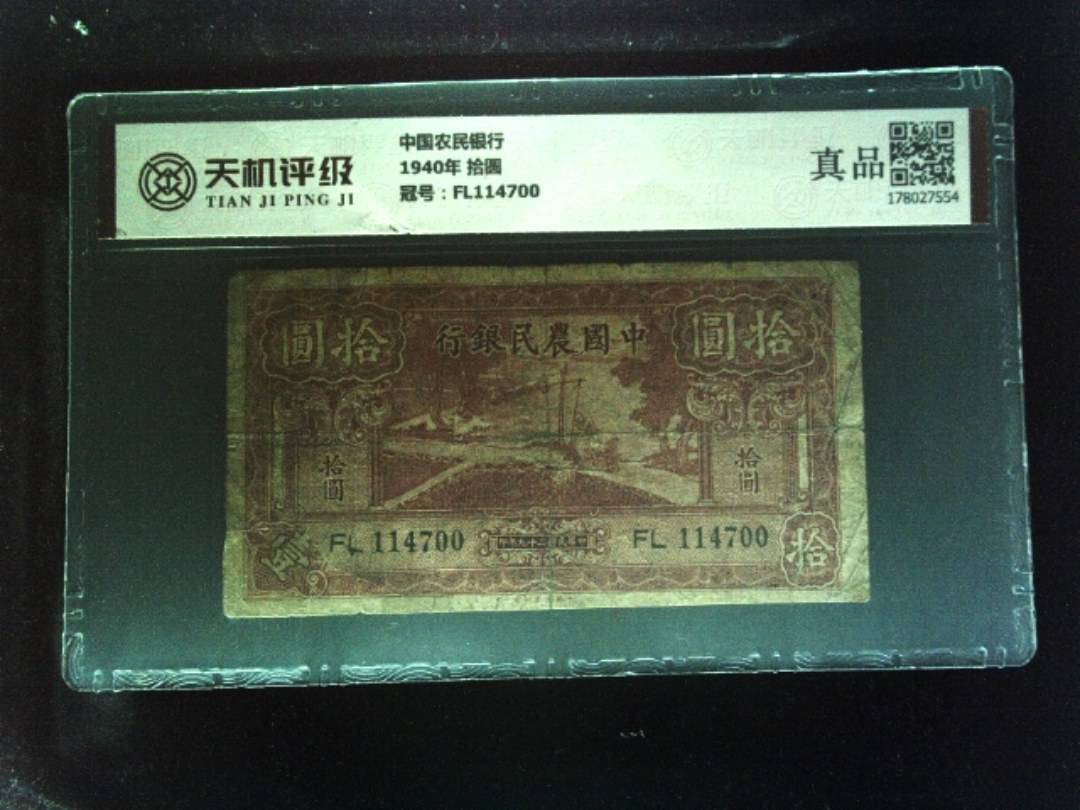 天机评级
TIAN JI PING JI
中国农民银行
1940年 拾圆
冠号：FL114700
真品
178027554
圓拾
行銀民農國中
圓拾
拾圓
拾圓
FL 114700
FL 114700
拾